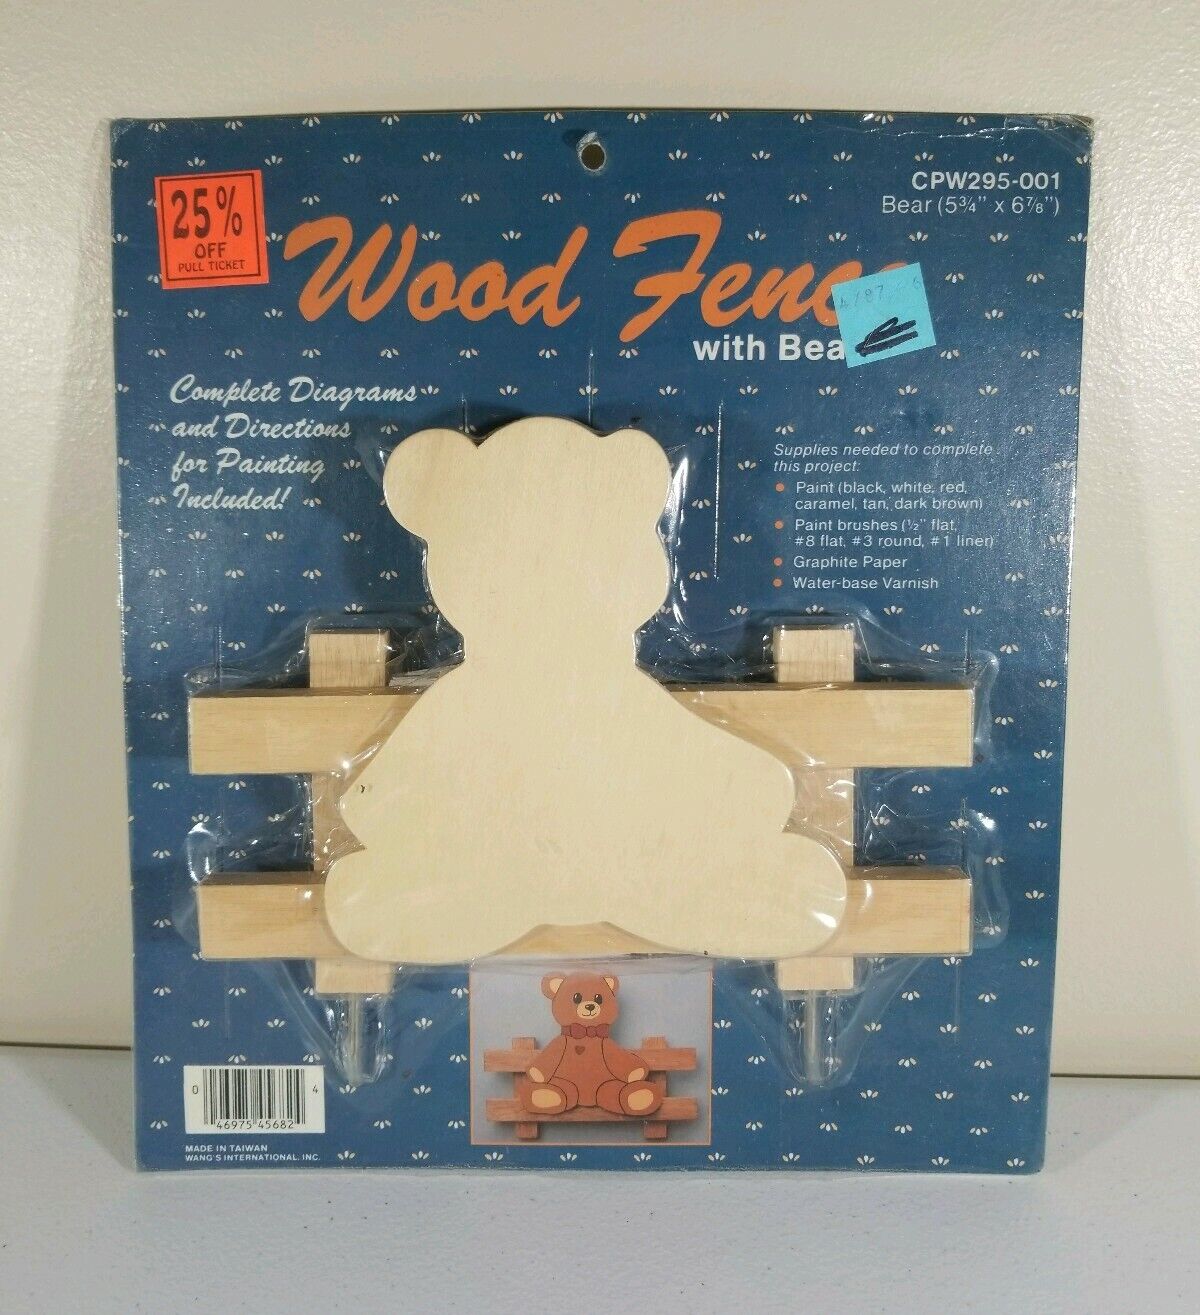 CPW295-001
Bear (5¾" x 6⅞")
25%
OFF
PULL TICKET
Wood Fence
with Bea
Complete Diagrams
and Directions
for Painting
Included!
Supplies needed to complete
this project:
• Paint (black, white, red,
caramel, tan, dark brown)
• Paint brushes (½" flat,
#8 flat, #3 round, #1 liner)
• Graphite Paper
• Water-base Varnish
0 46975 45682 4
MADE IN TAIWAN
WANG'S INTERNATIONAL, INC.